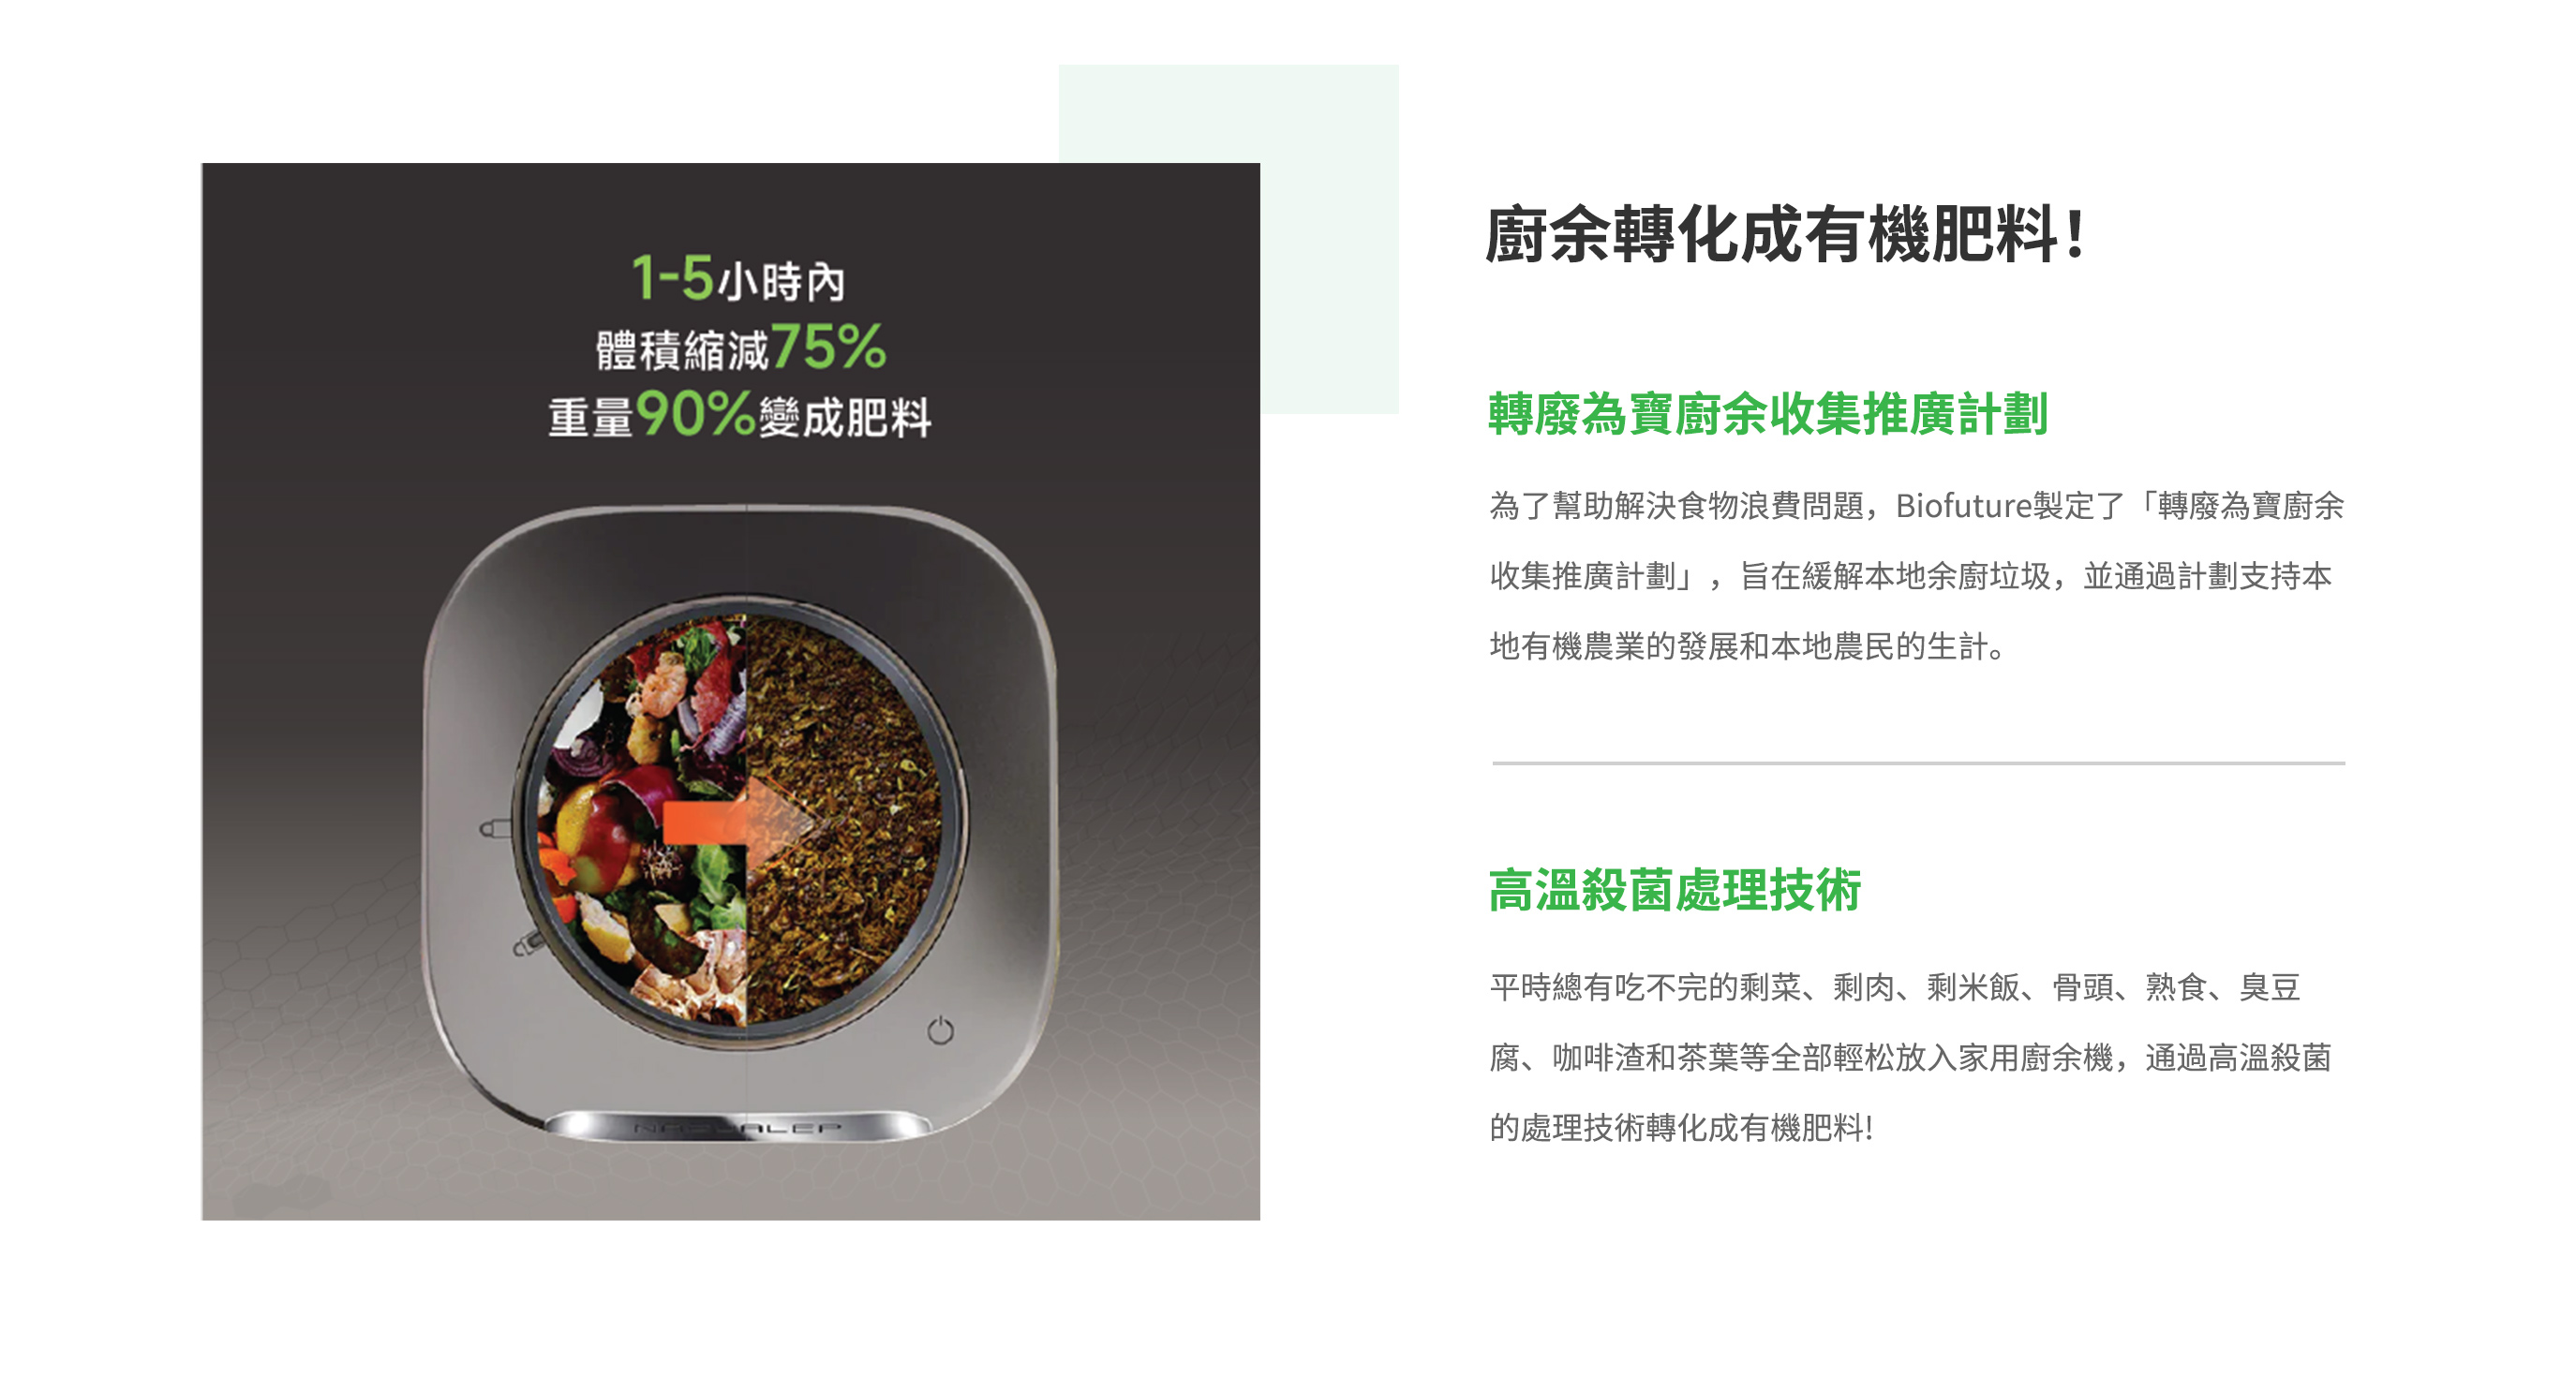 1-5小時內
體積縮減75%
重量90%變成肥料
廚余轉化成有機肥料！
轉廢為寶廚余收集推廣計劃
為了幫助解決食物浪費問題，Biofuture製定了「轉廢為寶廚余
收集推廣計劃」，旨在緩解本地余廚垃圾，並通過計劃支持本
地有機農業的發展和本地農民的生計。
高溫殺菌處理技術
平時總有吃不完的剩菜、剩肉、剩米飯、骨頭、熟食、臭豆
腐、咖啡渣和茶葉等全部輕松放入家用廚余機，通過高溫殺菌
的處理技術轉化成有機肥料!